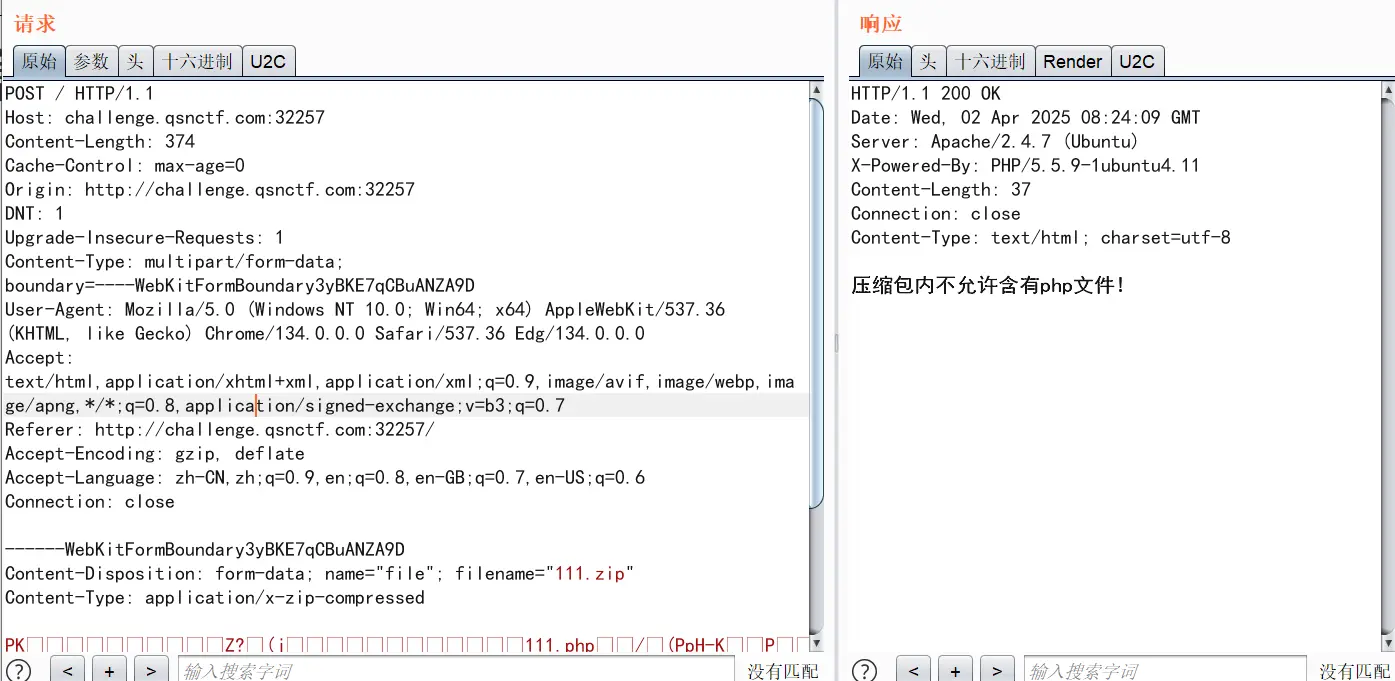 请求
原始 参数 头 十六进制 U2C
POST / HTTP/1.1
Host: challenge.qsnctf.com:32257
Content-Length: 374
Cache-Control: max-age=0
Origin: http://challenge.qsnctf.com:32257
DNT: 1
Upgrade-Insecure-Requests: 1
Content-Type: multipart/form-data;
boundary=----WebKitFormBoundary3yBKE7qCBuANZA9D
User-Agent: Mozilla/5.0 (Windows NT 10.0; Win64; x64) AppleWebKit/537.36
(KHTML, like Gecko) Chrome/134.0.0.0 Safari/537.36 Edg/134.0.0.0
Accept:
text/html,application/xhtml+xml,application/xml;q=0.9,image/avif,image/webp,ima
ge/apng,*/*;q=0.8,application/signed-exchange;v=b3;q=0.7
Referer: http://challenge.qsnctf.com:32257/
Accept-Encoding: gzip, deflate
Accept-Language: zh-CN,zh;q=0.9,en;q=0.8,en-GB;q=0.7,en-US;q=0.6
Connection: close
------WebKitFormBoundary3yBKE7qCBuANZA9D
Content-Disposition: form-data; name="file"; filename="111.zip"
Content-Type: application/x-zip-compressed
PK Z? (i 111.php / (PpH-K P
? < + > 输入搜索字词 没有匹配
响应
原始 头 十六进制 Render U2C
HTTP/1.1 200 OK
Date: Wed, 02 Apr 2025 08:24:09 GMT
Server: Apache/2.4.7 (Ubuntu)
X-Powered-By: PHP/5.5.9-1ubuntu4.11
Content-Length: 37
Connection: close
Content-Type: text/html; charset=utf-8
压缩包内不允许含有php文件!
? < + > 输入搜索字词 没有匹配